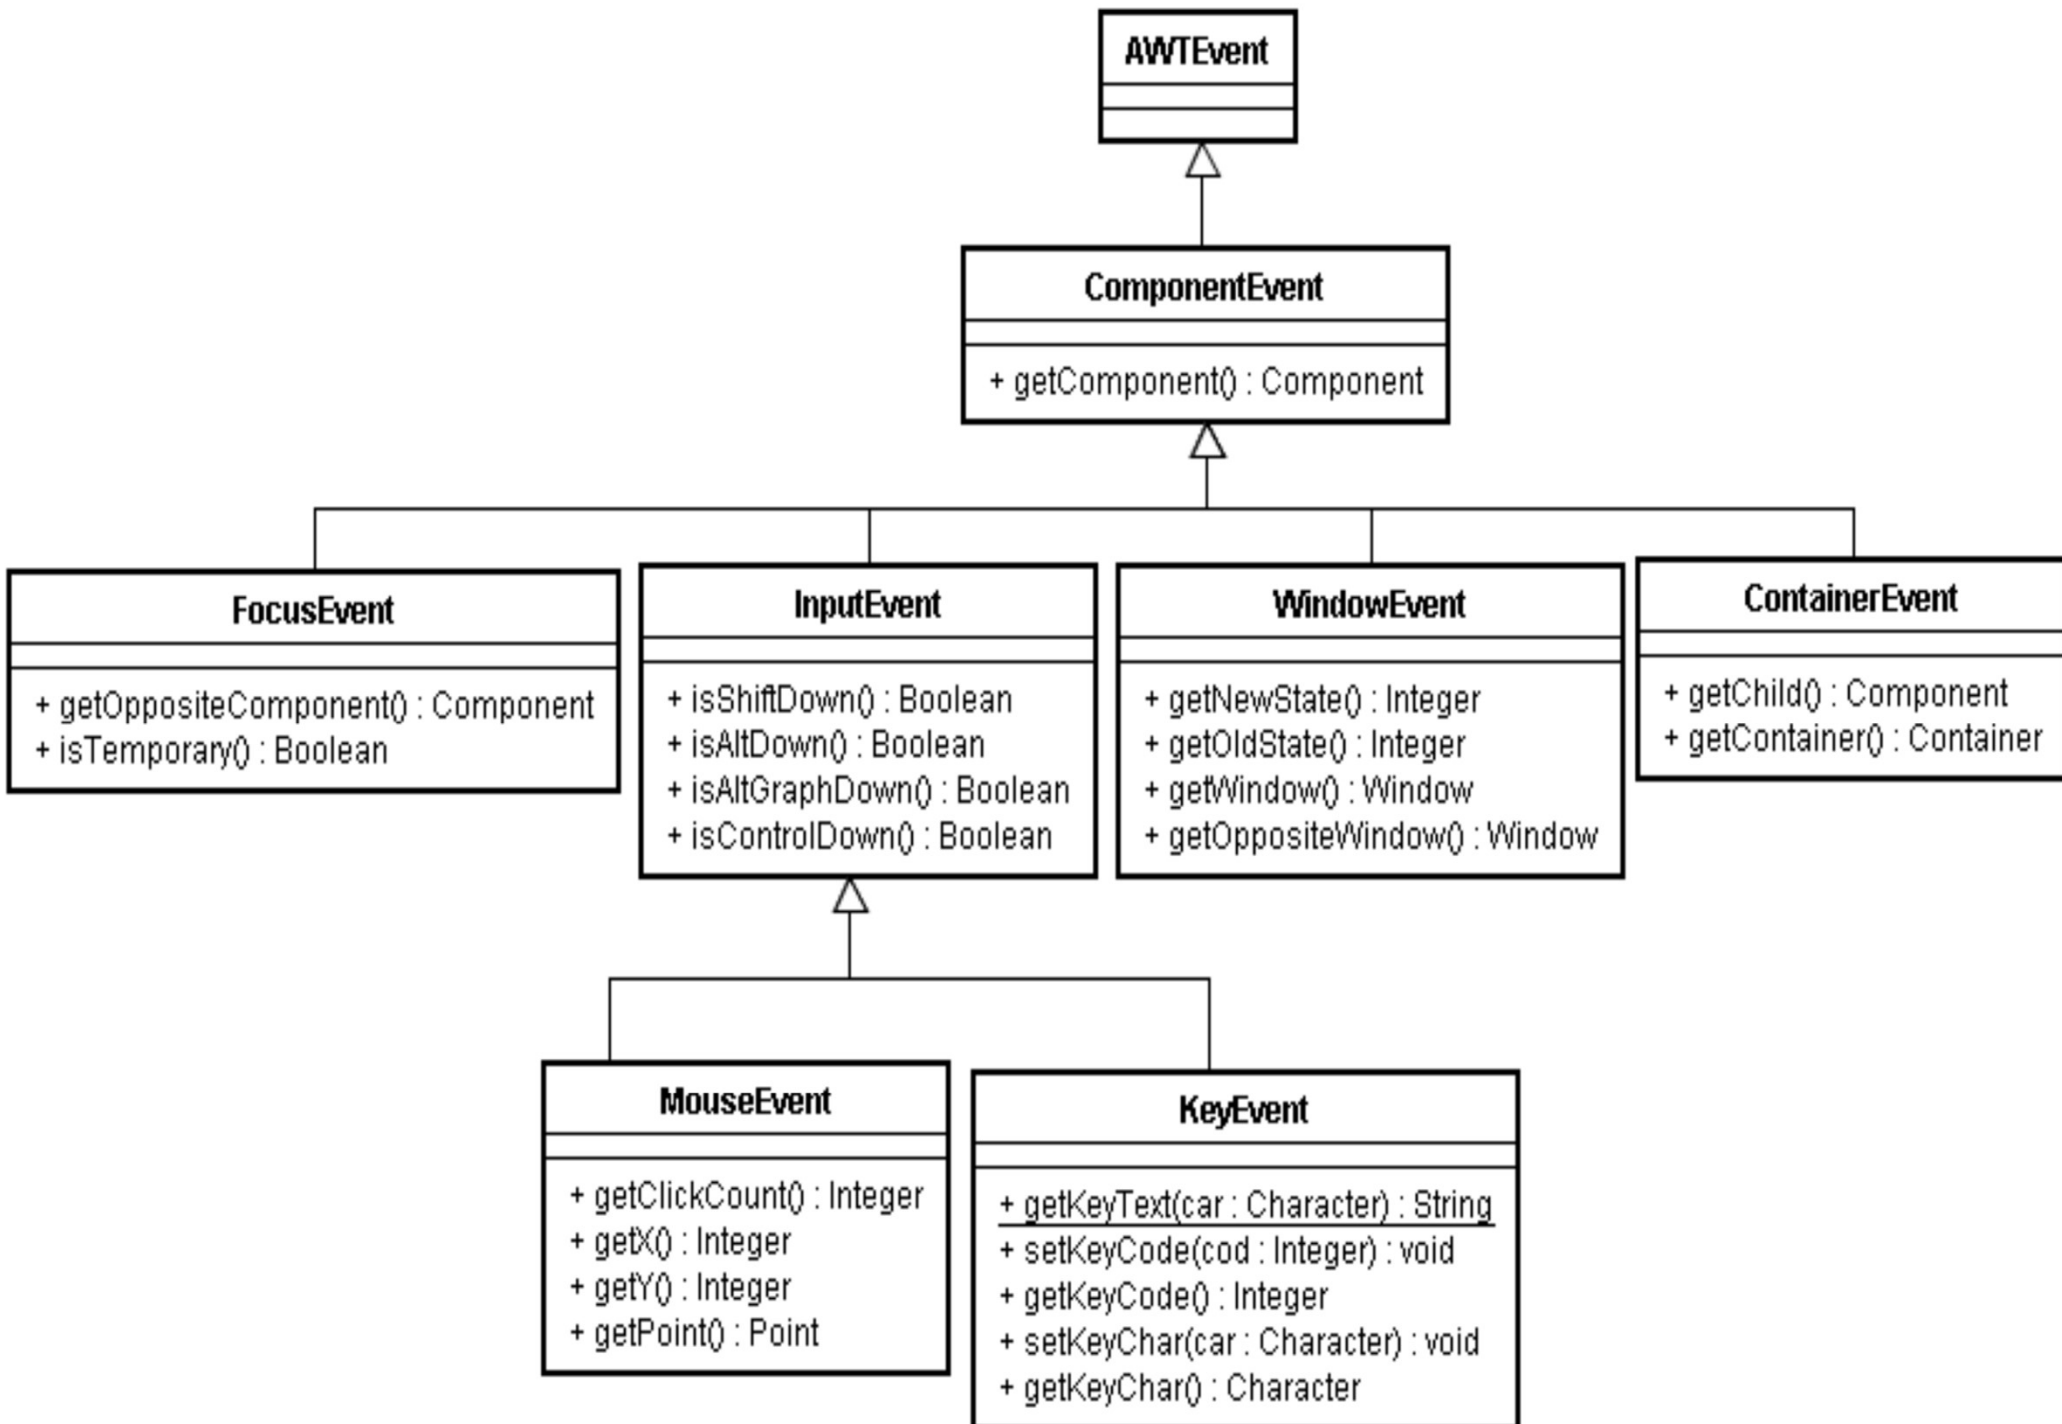 AWTEvent
ComponentEvent
+ getComponent() : Component
FocusEvent
+ getOppositeComponent() : Component
+ isTemporary() : Boolean
InputEvent
+ isShiftDown() : Boolean
+ isAltDown() : Boolean
+ isAltGraphDown() : Boolean
+ isControlDown() : Boolean
WindowEvent
+ getNewState() : Integer
+ getOldState() : Integer
+ getWindow() : Window
+ getOppositeWindow() : Window
ContainerEvent
+ getChild() : Component
+ getContainer() : Container
MouseEvent
+ getClickCount() : Integer
+ getX() : Integer
+ getY() : Integer
+ getPoint() : Point
KeyEvent
+ getKeyText(car : Character) : String
+ setKeyCode(cod : Integer) : void
+ getKeyCode() : Integer
+ setKeyChar(car : Character) : void
+ getKeyChar() : Character